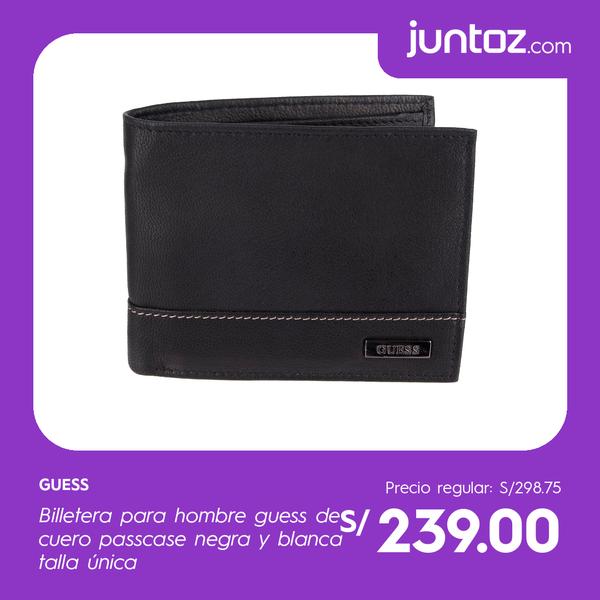 juntoz.com
GUESS
GUESS
Precio regular: S/298.75
Billetera para hombre guess de
cuero passcase negra y blanca
talla única
S/ 239.00